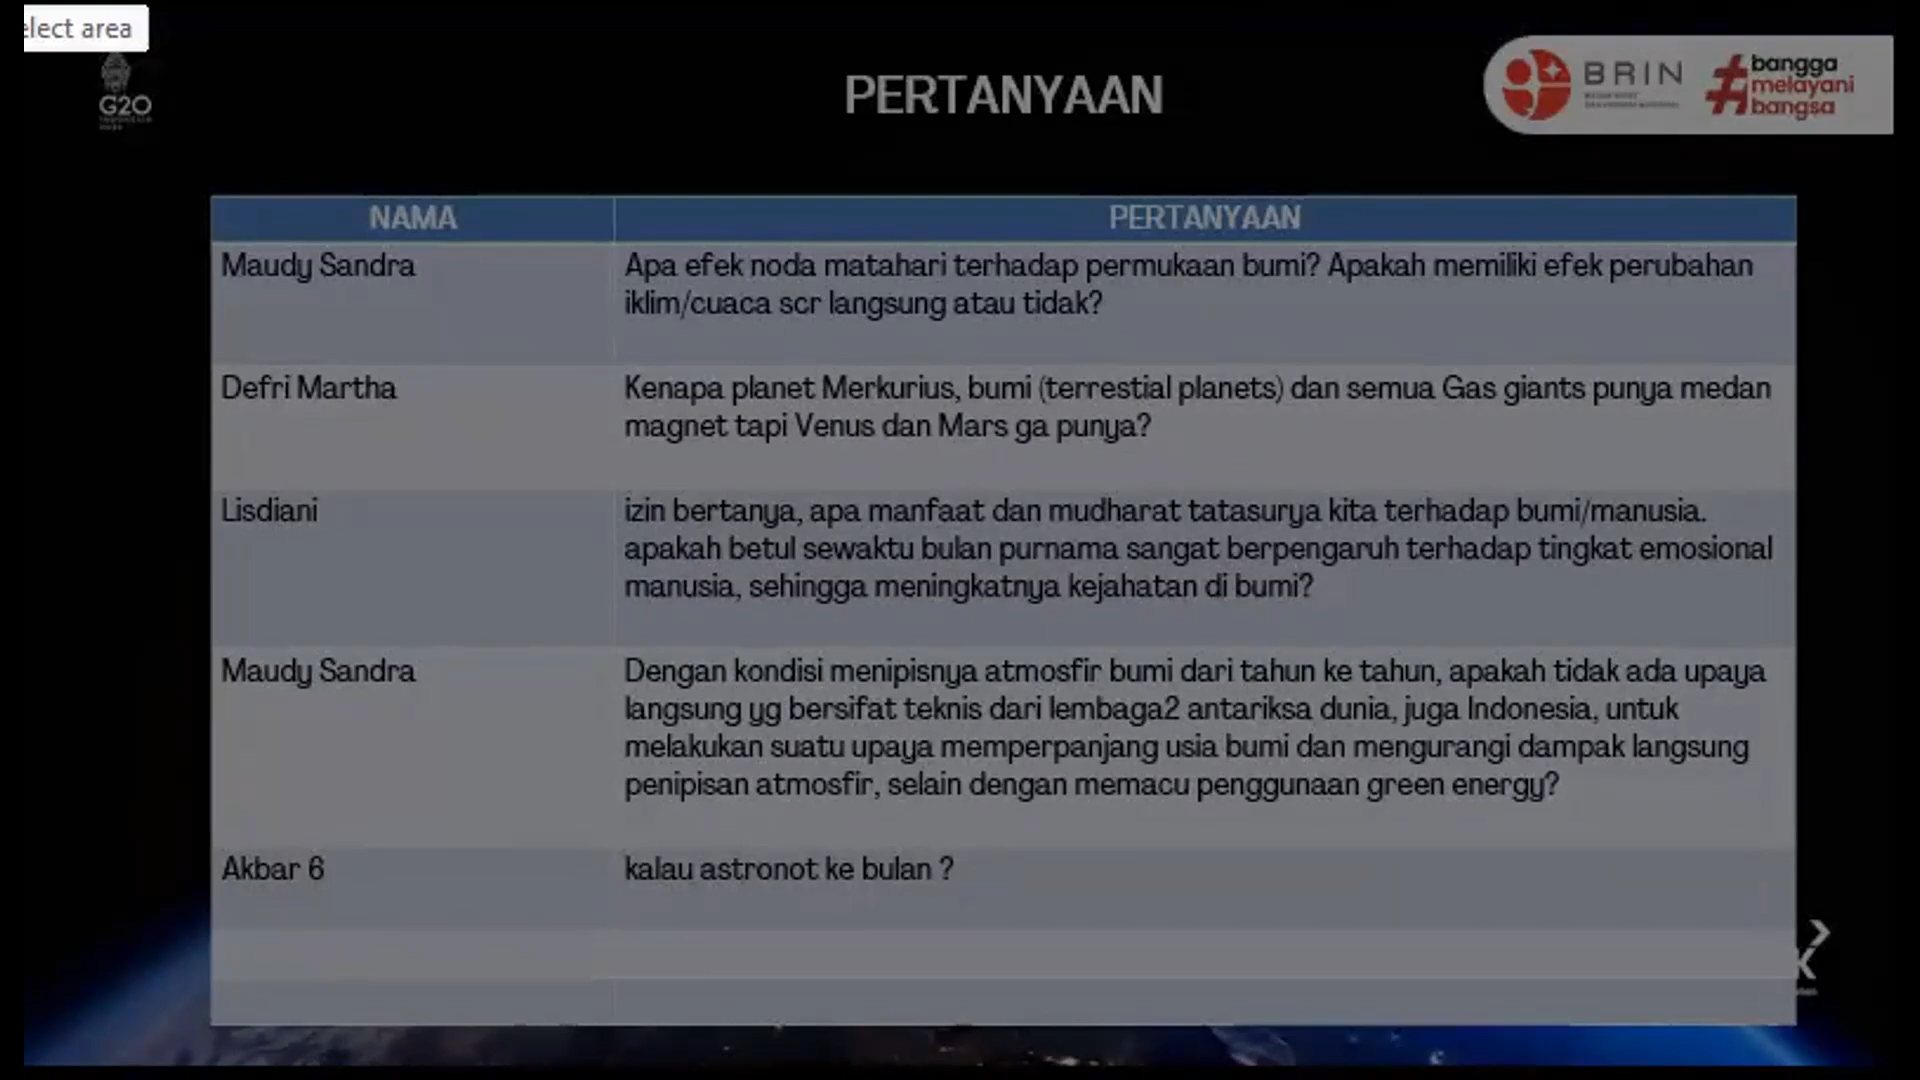 elect area
G20
PERTANYAAN
BRIN
#bangga
melayani
bangsa
NAMA PERTANYAAN
Maudy Sandra Apa efek noda matahari terhadap permukaan bumi? Apakah memiliki efek perubahan
iklim/cuaca scr langsung atau tidak?
Defri Martha Kenapa planet Merkurius, bumi (terrestial planets) dan semua Gas giants punya medan
magnet tapi Venus dan Mars ga punya?
Lisdiani izin bertanya, apa manfaat dan mudharat tatasurya kita terhadap bumi/manusia.
apakah betul sewaktu bulan purnama sangat berpengaruh terhadap tingkat emosional
manusia, sehingga meningkatnya kejahatan di bumi?
Maudy Sandra Dengan kondisi menipisnya atmosfir bumi dari tahun ke tahun, apakah tidak ada upaya
langsung yg bersifat teknis dari lembaga2 antariksa dunia, juga Indonesia, untuk
melakukan suatu upaya memperpanjang usia bumi dan mengurangi dampak langsung
penipisan atmosfir, selain dengan memacu penggunaan green energy?
Akbar 6 kalau astronot ke bulan ?